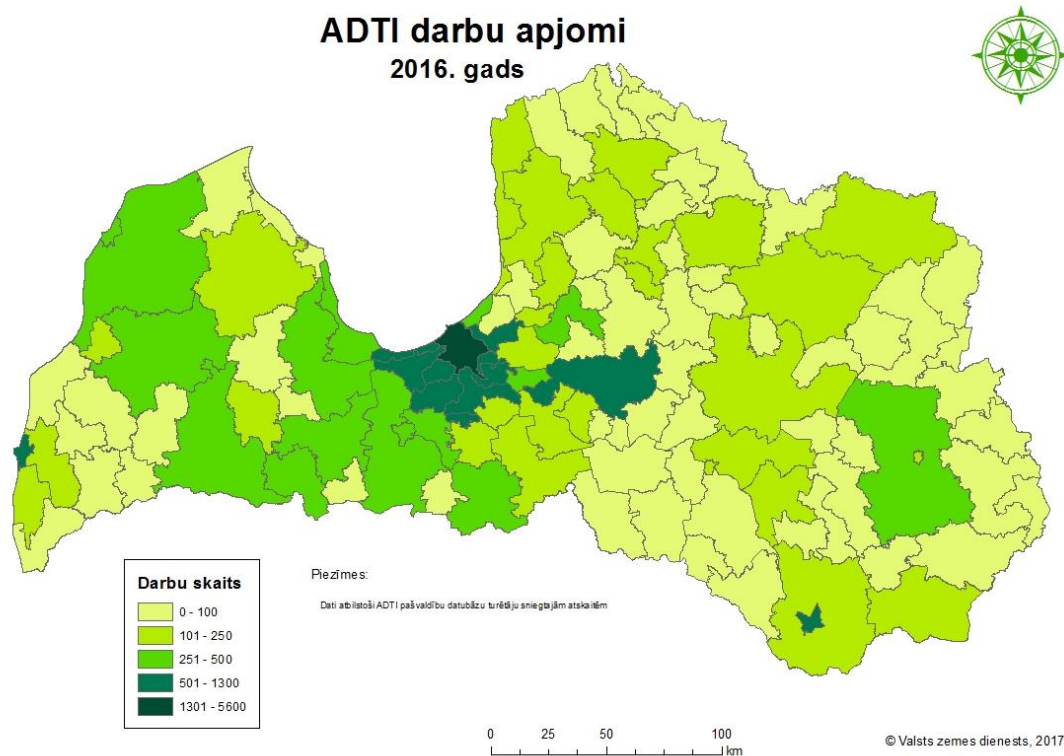 ADTI darbu apjomi
2016. gads
Darbu skaits
0 - 100
101 - 250
251 - 500
501 - 1300
1301 - 5600
Piezīmes:
Dati atbilstoši ADTI pašvaldību datubāzu turētāju sniegtajām atskaitēm
0 25 50 100
km
© Valsts zemes dienests, 2017